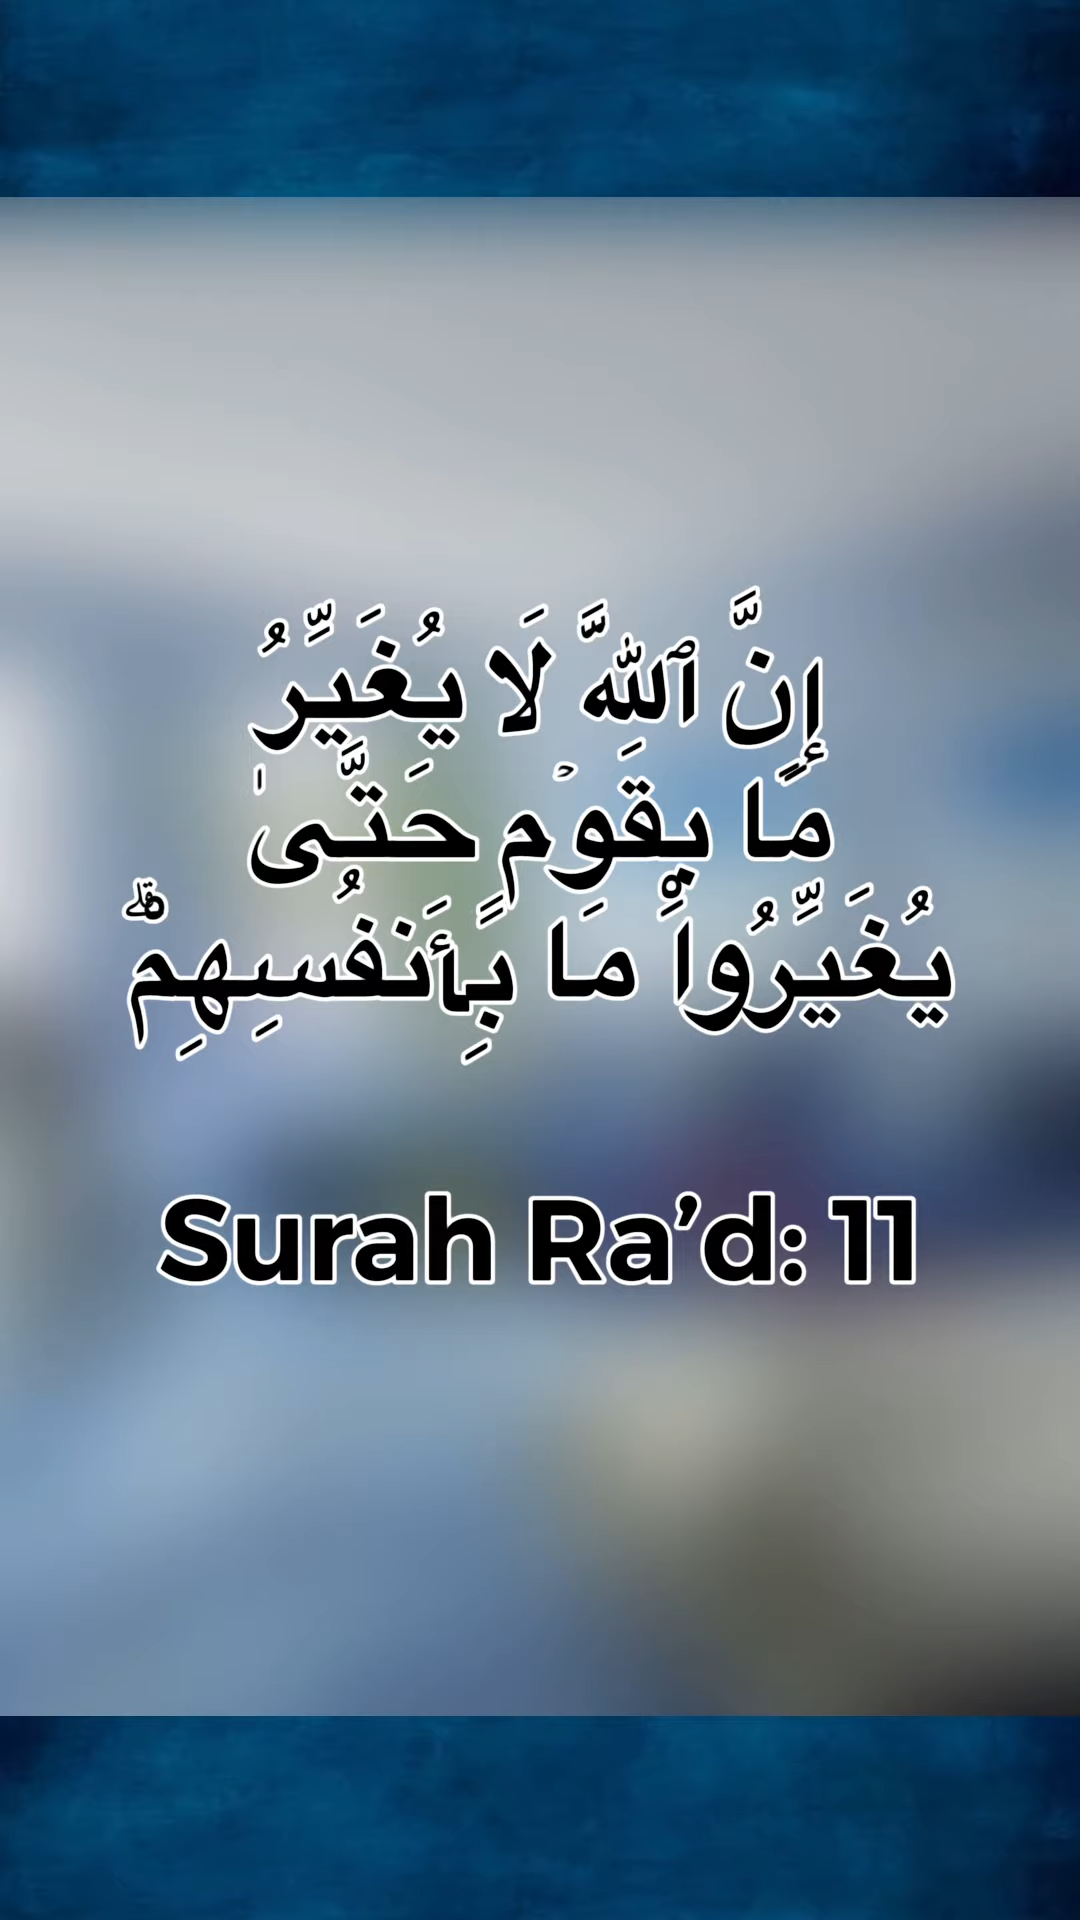 إِنَّ ٱللَّهَ لَا يُغَيِّرُ
مَا بِقَوۡمٍ حَتَّىٰ
يُغَيِّرُواْ مَا بِأَنفُسِهِمۡۗ
Surah Ra’d: 11